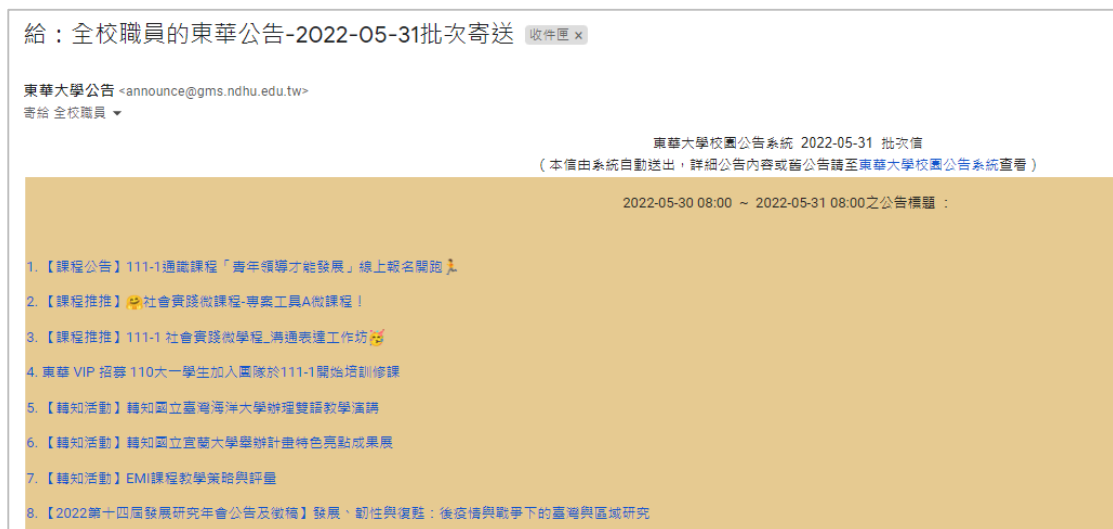 給：全校職員的東華公告-2022-05-31批次寄送 收件匣 ×
東華大學公告 <announce@gms.ndhu.edu.tw>
寄給 全校職員
東華大學校園公告系統 2022-05-31 批次信
（本信由系統自動送出，詳細公告內容或舊公告請至東華大學校園公告系統查看）
2022-05-30 08:00 ~ 2022-05-31 08:00之公告標題 ：
1. 【課程公告】111-1通識課程「青年領導才能發展」線上報名開跑🏃
2. 【課程推推】🤗社會實踐微課程-專案工具A微課程！
3. 【課程推推】111-1 社會實踐微學程_溝通表達工作坊🥳
4. 東華 VIP 招募 110大一學生加入團隊於111-1開始培訓修課
5. 【轉知活動】轉知國立臺灣海洋大學辦理雙語教學演講
6. 【轉知活動】轉知國立宜蘭大學舉辦計畫特色亮點成果展
7. 【轉知活動】EMI課程教學策略與評量
8. 【2022第十四屆發展研究年會公告及徵稿】發展、韌性與復甦：後疫情與戰爭下的臺灣與區域研究